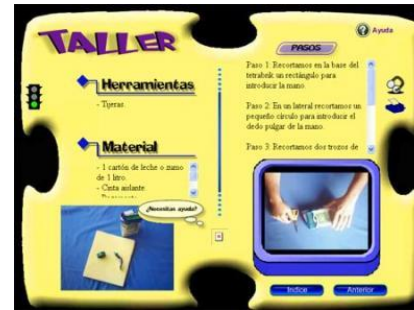 TALLER
Herramientas
- Tijeras.
Material
- 1 cartón de leche o zumo
de 1 litro.
- Cinta aislante.
¿Necesitas ayuda?
Ayuda
PASOS
Paso 1: Recortamos en la base del
tetrabrik un rectángulo para
introducir la mano.
Paso 2: En un lateral recortamos un
pequeño círculo para introducir el
dedo pulgar de la mano.
Paso 3: Recortamos dos trozos de
Indice
Anterior